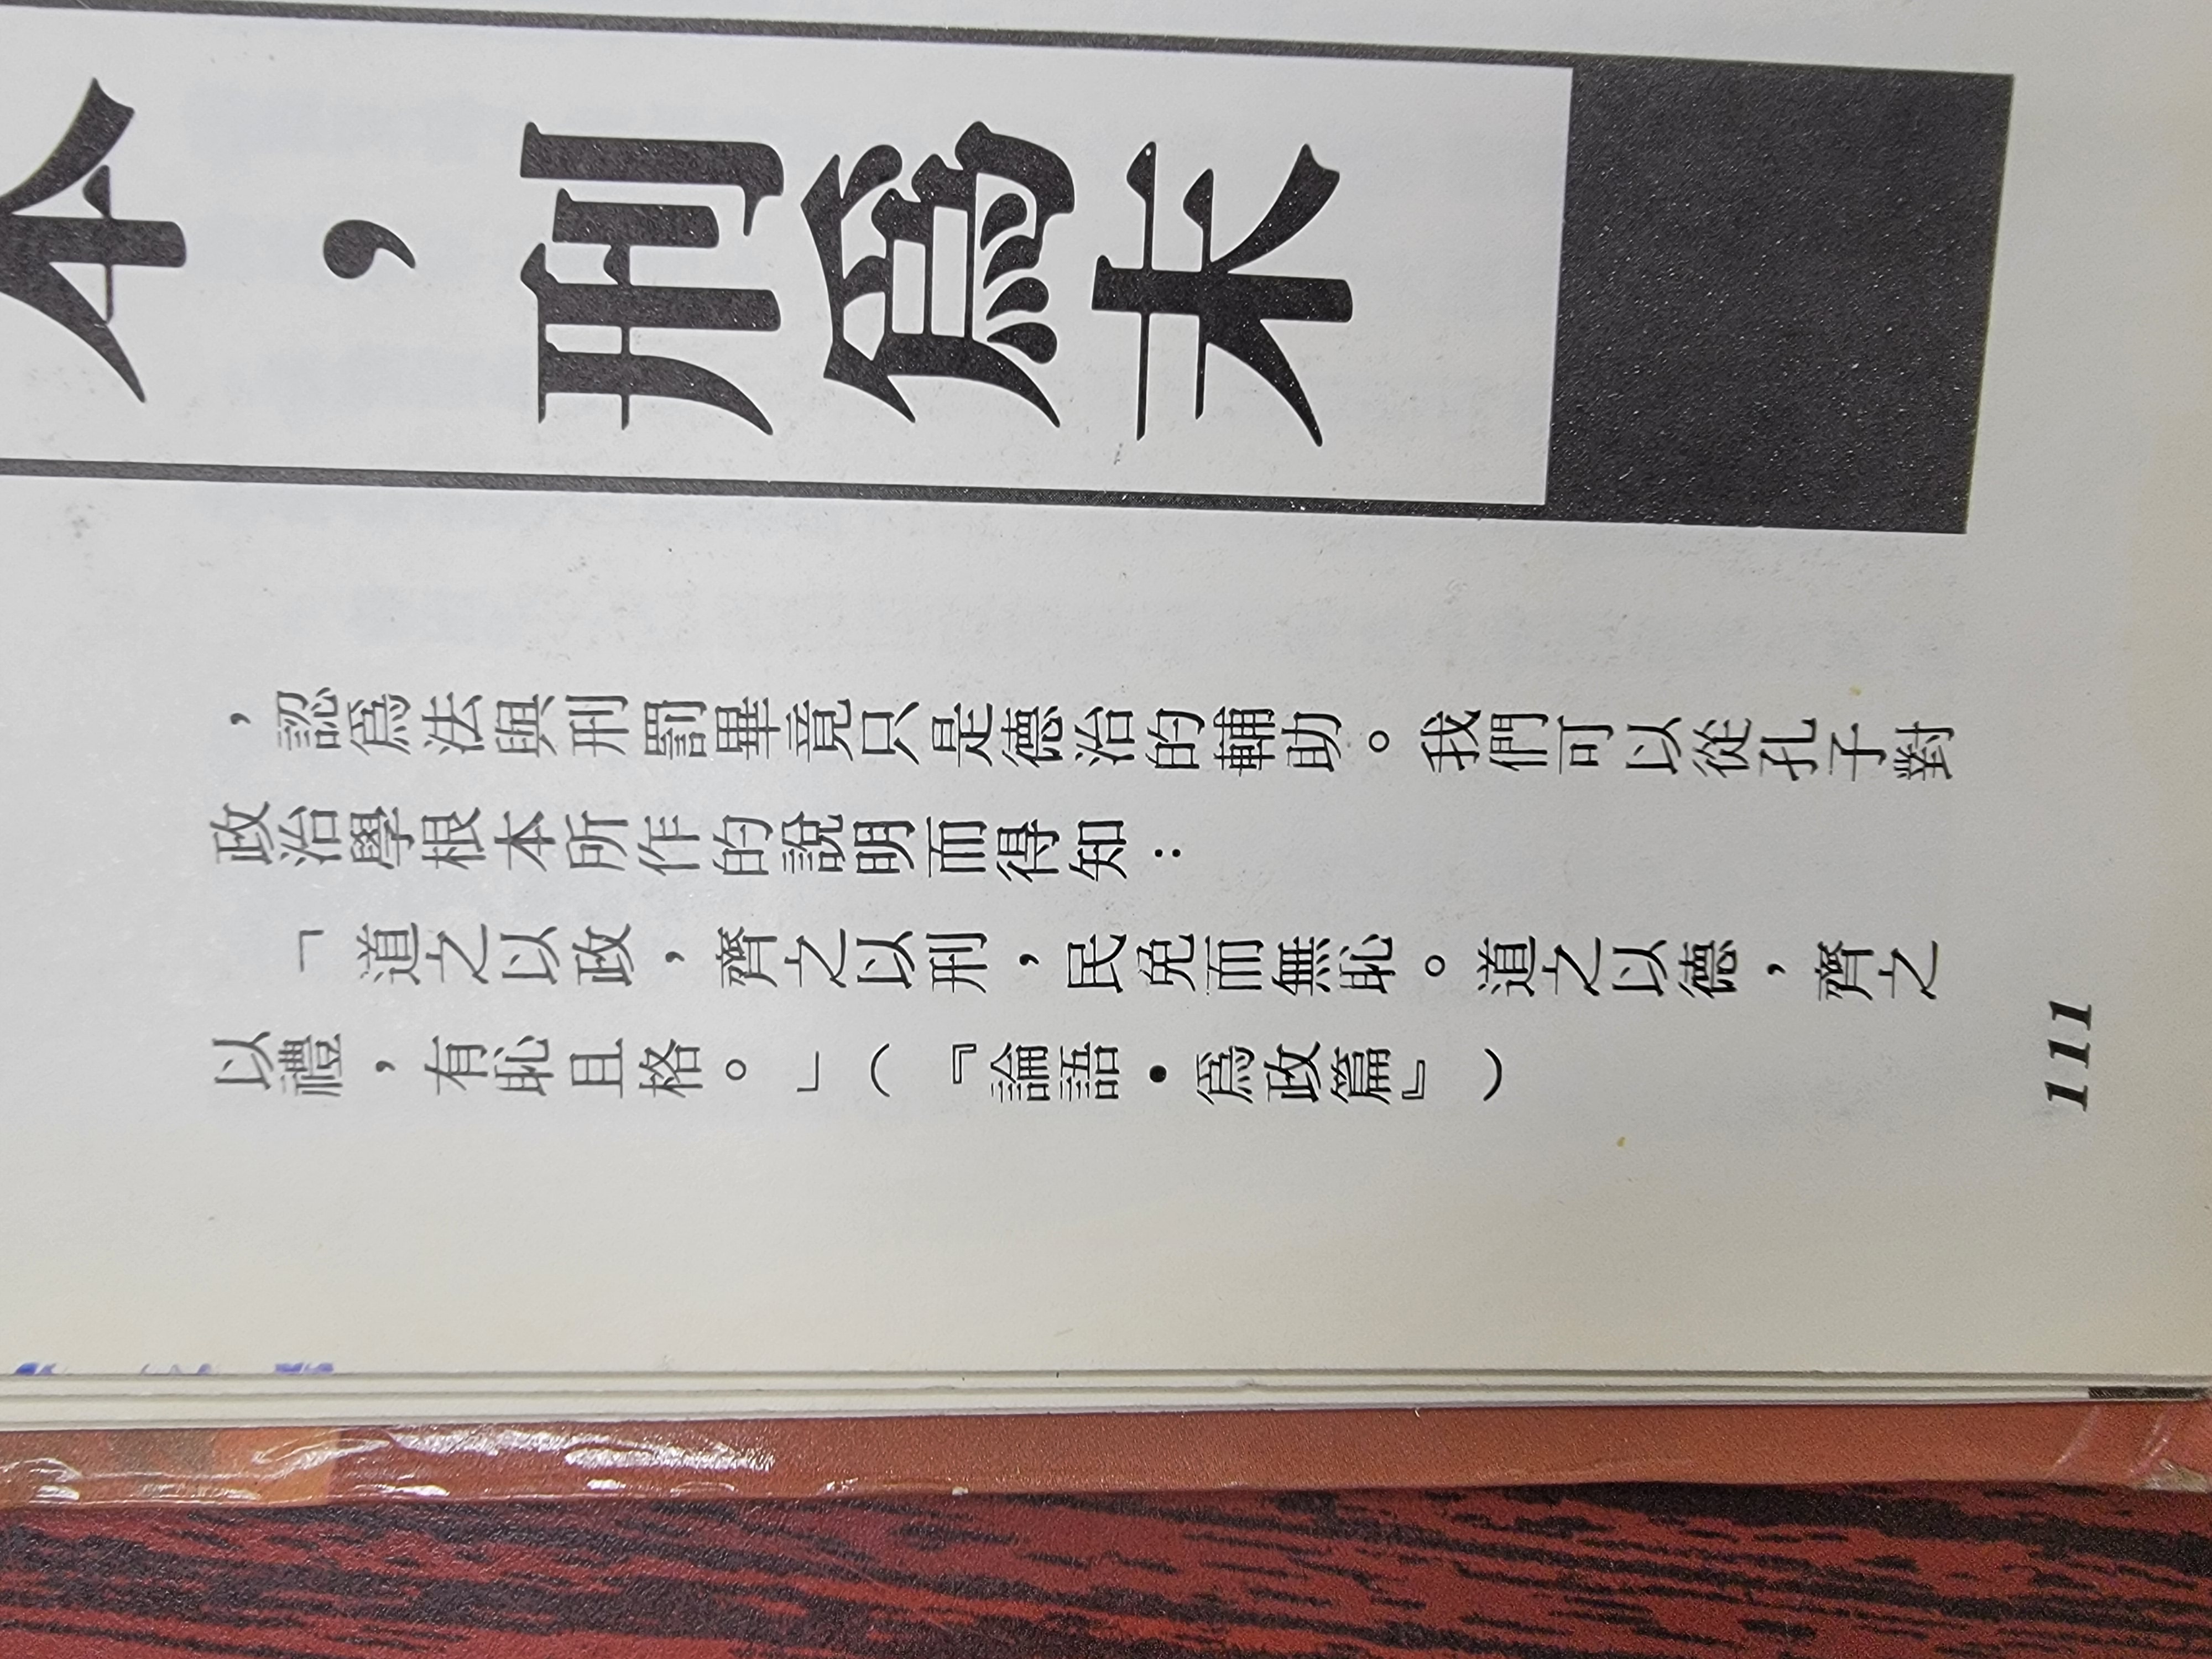 本，刑爲末
，認爲法與刑罰畢竟只是德治的輔助。我們可以從孔子對
政治學根本所作的說明而得知：
「道之以政，齊之以刑，民免而無恥。道之以德，齊之
以禮，有恥且格。」（『論語・爲政篇』）
111